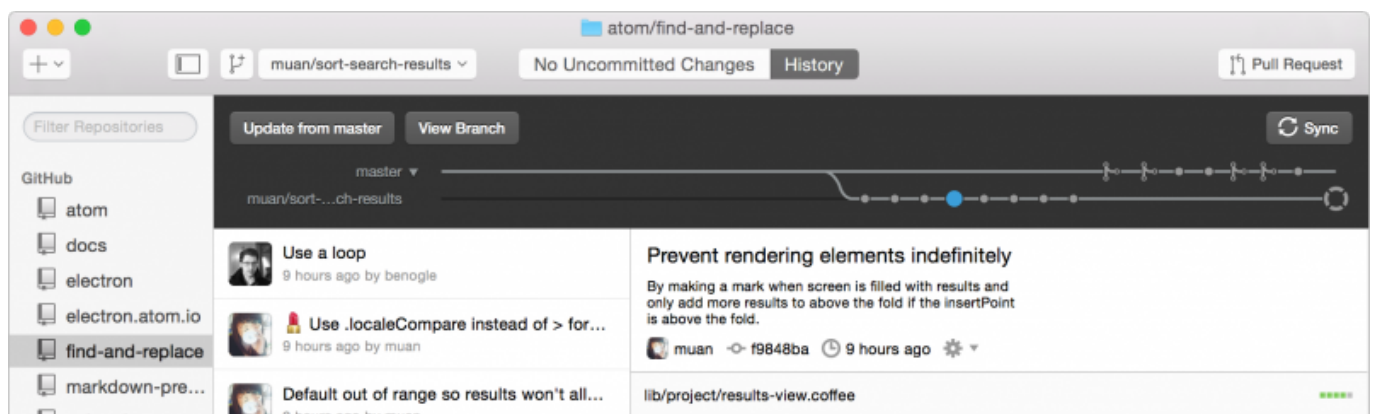 atom/find-and-replace
muan/sort-search-results
No Uncommitted Changes
History
Pull Request
Filter Repositories
Update from master
View Branch
Sync
master
muan/sort-...ch-results
GitHub
atom
docs
electron
electron.atom.io
find-and-replace
markdown-pre...
Use a loop
9 hours ago by benogle
Use .localeCompare instead of > for...
9 hours ago by muan
Default out of range so results won't all...
9 hours ago by muan
Prevent rendering elements indefinitely
By making a mark when screen is filled with results and
only add more results to above the fold if the insertPoint
is above the fold.
muan f9848ba 9 hours ago
lib/project/results-view.coffee